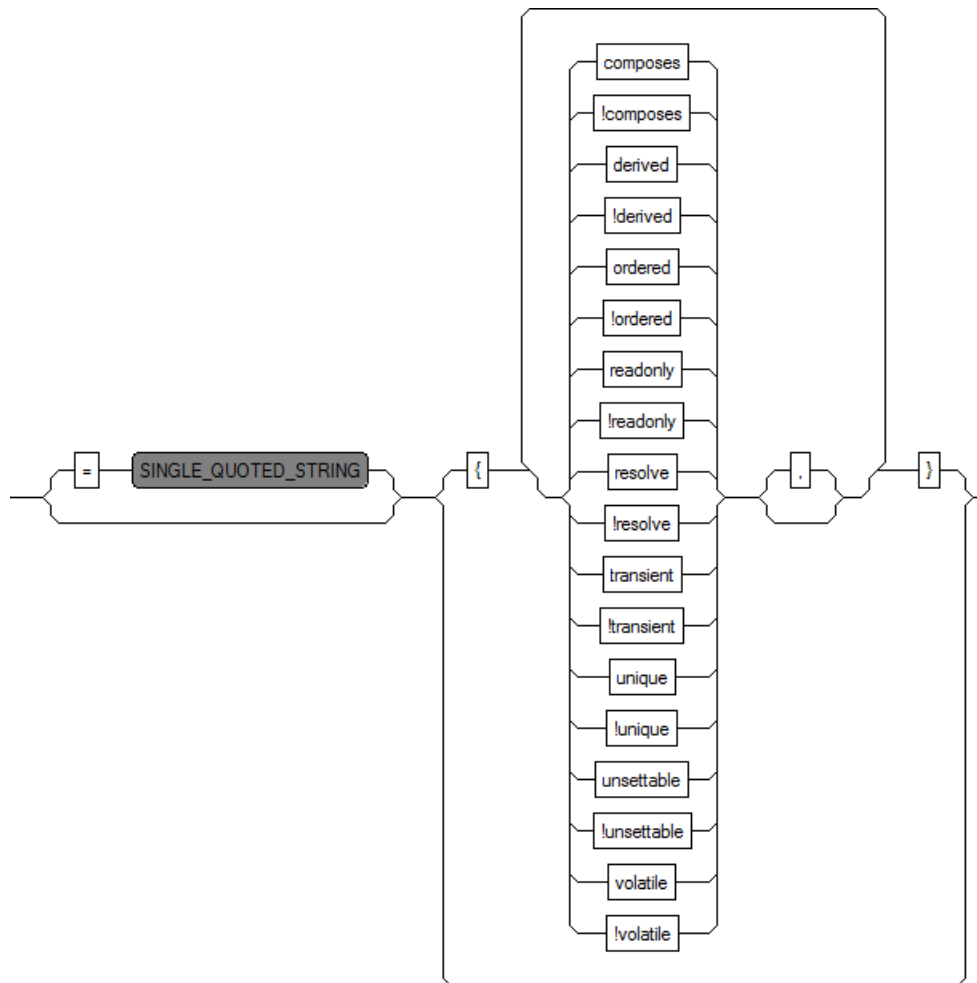 composes
!composes
derived
!derived
ordered
!ordered
readonly
!readonly
= SINGLE_QUOTED_STRING { resolve , }
!resolve
transient
!transient
unique
!unique
unsettable
!unsettable
volatile
!volatile